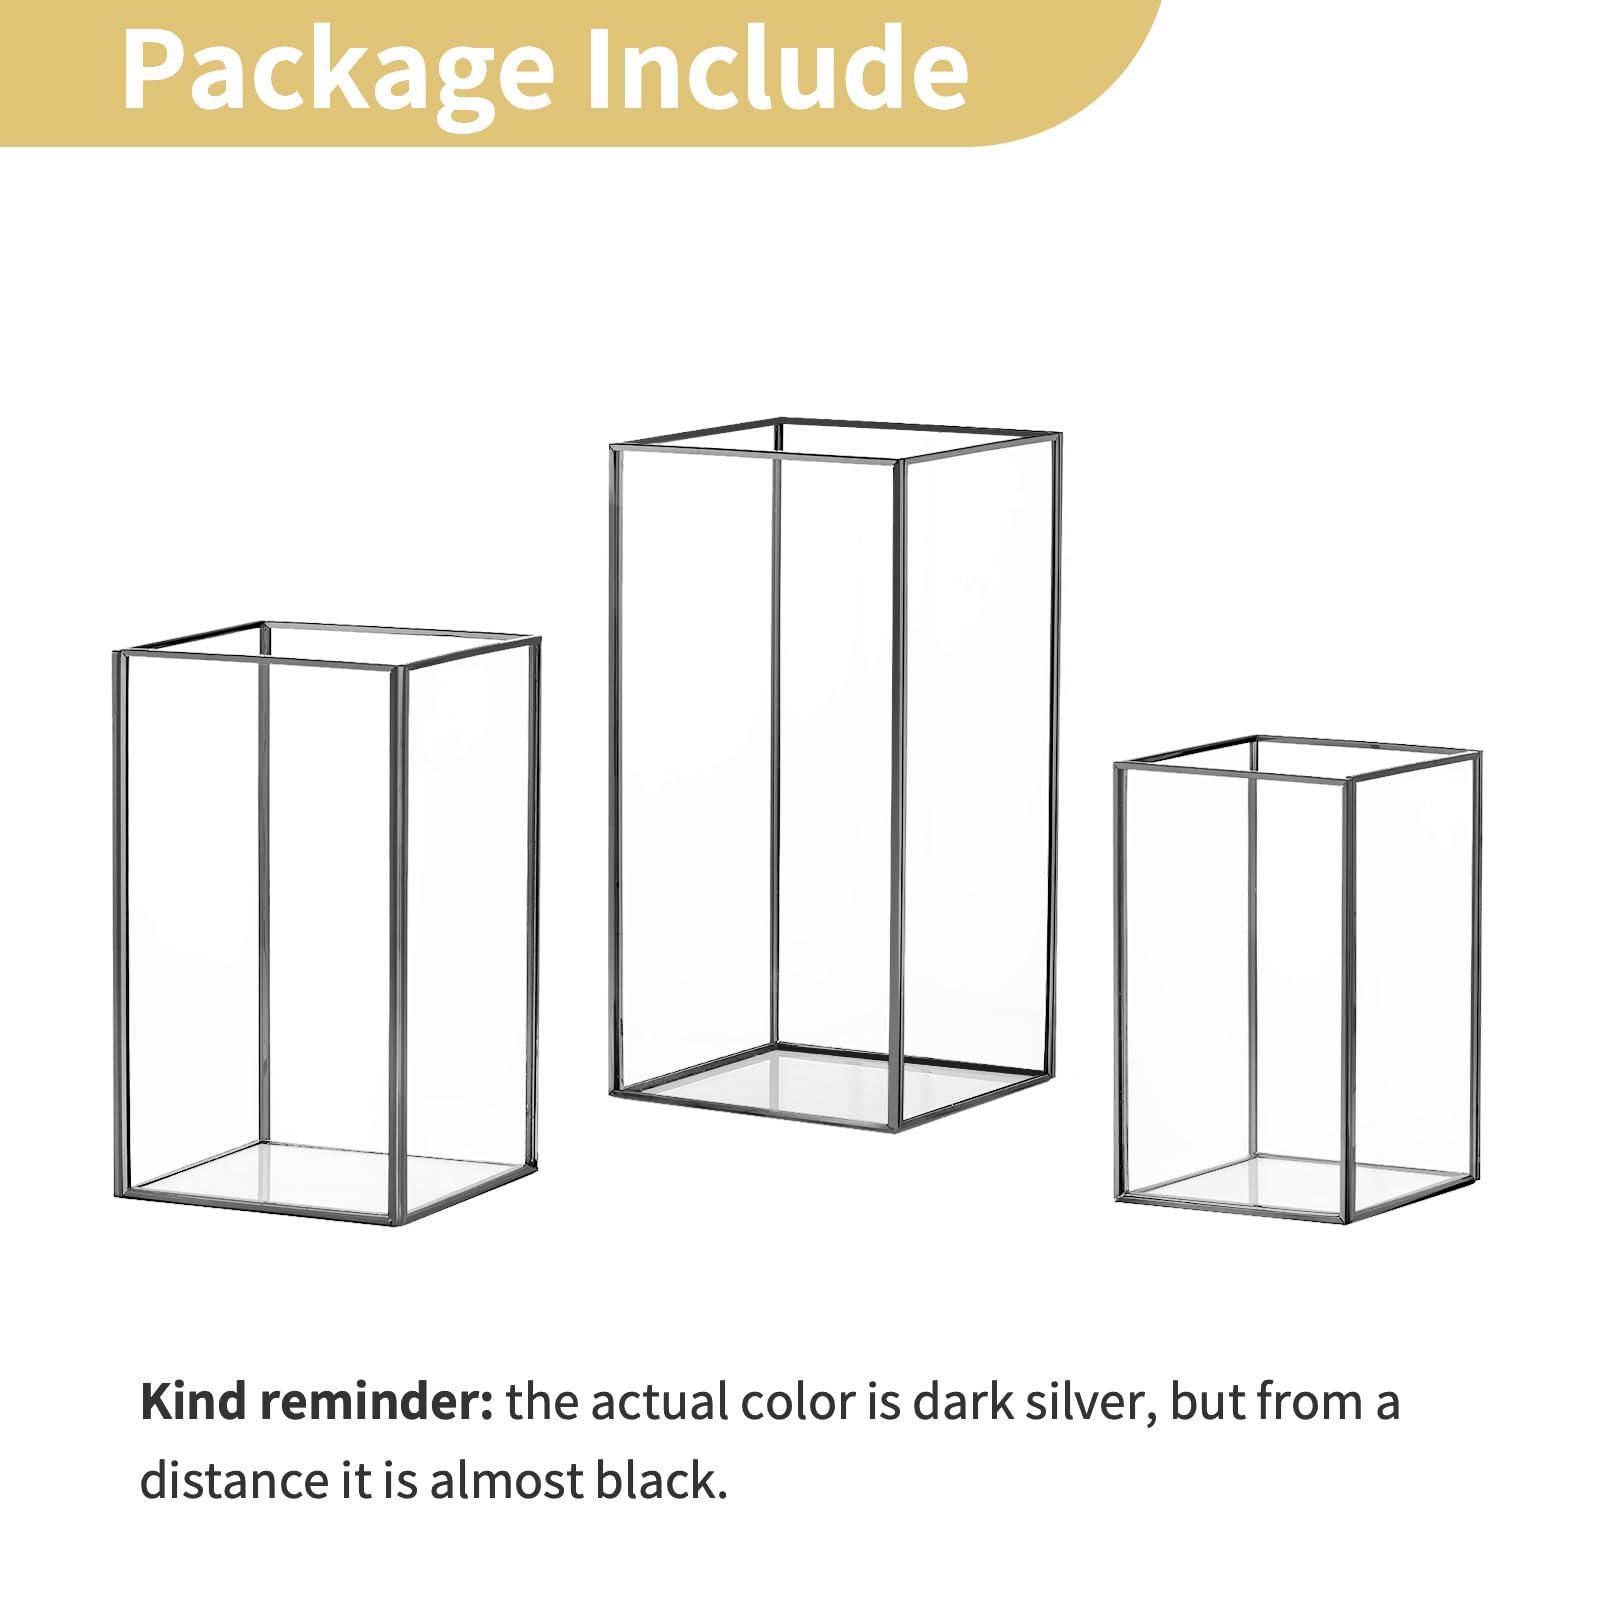 Package Include
Kind reminder: the actual color is dark silver, but from a
distance it is almost black.